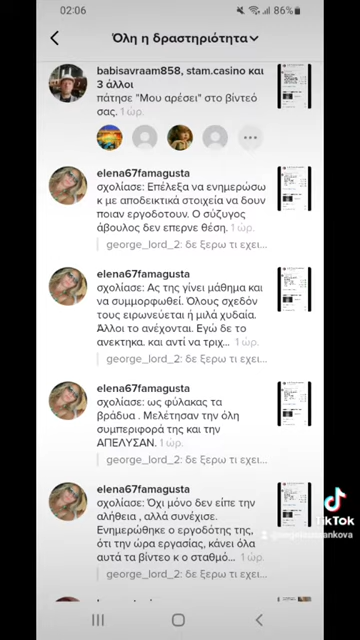 02:06
86%
Όλη η δραστηριότητα
babisavraam858, stam.casino και
3 άλλοι
πάτησε "Μου αρέσει" στο βίντεό
σας. 1 ώρ.
elena67famagusta
σχολίασε: Επέλεξα να ενημερώσω
κ με αποδεικτικά στοιχεία να δουν
ποιαν εργοδοτουν. Ο σύζυγος
άβουλος δεν επερνε θέση. 1 ώρ.
george_lord_2: δε ξερω τι εχει...
elena67famagusta
σχολίασε: Ας της γίνει μάθημα και
να συμμορφωθεί. Όλους σχεδόν
τους ειρωνεύεται ή μιλά χυδαία.
Άλλοι το ανέχονται. Εγώ δε το
ανεκτηκα. και αντί να τριχ... 1 ώρ.
george_lord_2: δε ξερω τι εχει...
elena67famagusta
σχολίασε: ως φύλακας τα
βράδυα . Μελέτησαν την όλη
συμπεριφορά της και την
ΑΠΕΛΥΣΑΝ. 1 ώρ.
george_lord_2: δε ξερω τι εχει...
elena67famagusta
σχολίασε: Όχι μόνο δεν είπε την
αλήθεια , αλλά συνέχισε.
Ενημερώθηκε ο εργοδότης της,
ότι την ώρα εργασίας, κάνει όλα
αυτά τα βίντεο κ ο σταθμό... 1 ώρ.
george_lord_2: δε ξερω τι εχει...
TikTok